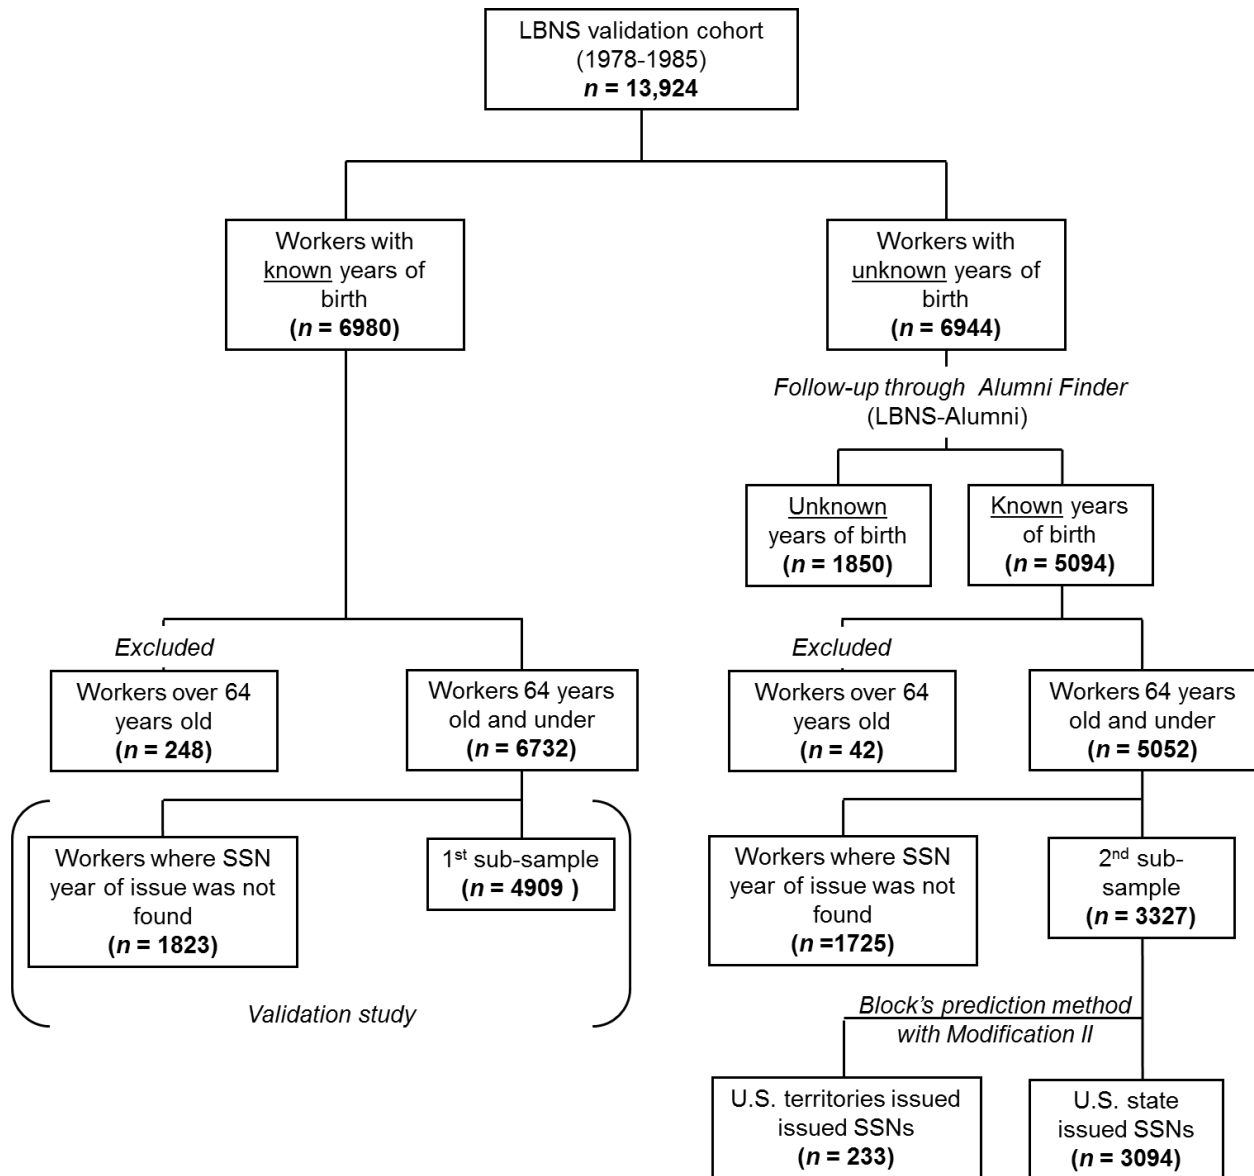 LBNS validation cohort
(1978-1985)
n = 13,924
Workers with
known years of
birth
(n = 6980)
Workers with
unknown years of
birth
(n = 6944)
Follow-up through Alumni Finder
(LBNS-Alumni)
Unknown
years of birth
(n = 1850)
Known years
of birth
(n = 5094)
Excluded
Workers over 64
years old
(n = 248)
Workers 64 years
old and under
(n = 6732)
Excluded
Workers over 64
years old
(n = 42)
Workers 64 years
old and under
(n = 5052)
Workers where SSN
year of issue was not
found
(n = 1823)
1st sub-sample
(n = 4909 )
Validation study
Workers where SSN
year of issue was not
found
(n =1725)
2nd sub-
sample
(n = 3327)
Block's prediction method
with Modification II
U.S. territories issued
issued SSNs
(n = 233)
U.S. state
issued SSNs
(n = 3094)